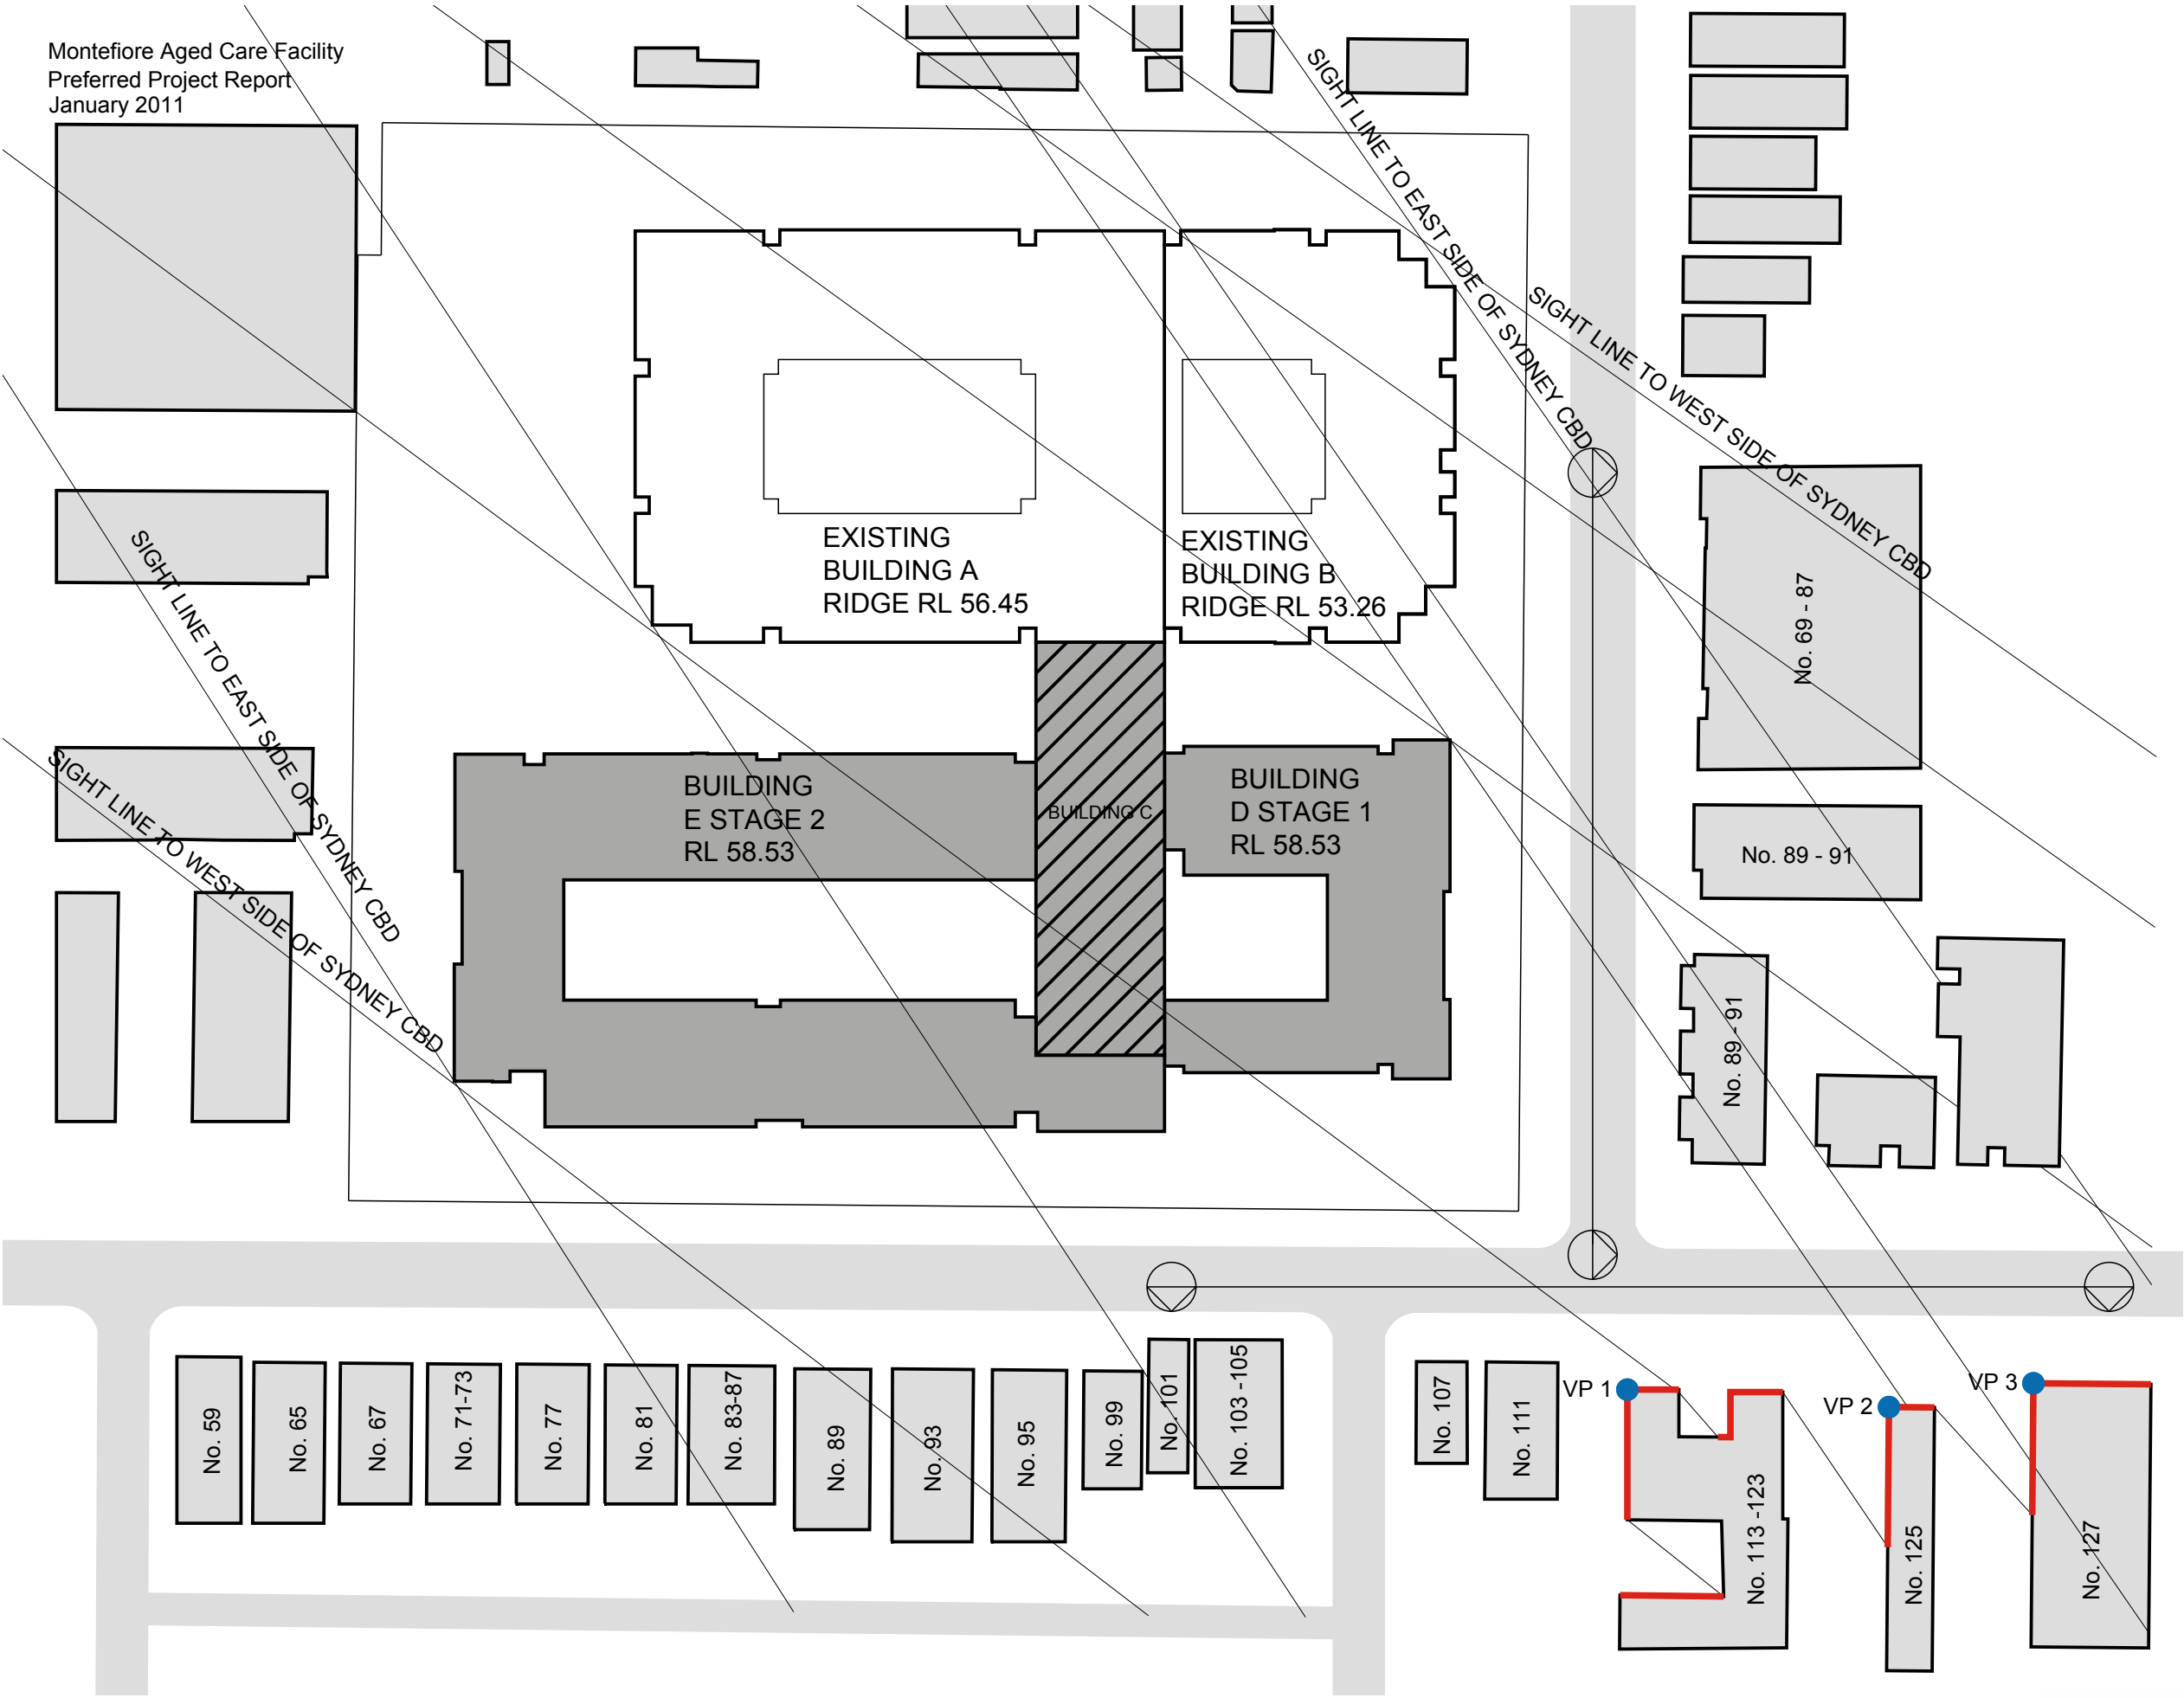 Montefiore Aged Care Facility
Preferred Project Report
January 2011
SIGHT LINE TO EAST SIDE OF SYDNEY CBD
SIGHT LINE TO WEST SIDE OF SYDNEY CBD
EXISTING
BUILDING A
RIDGE RL 56.45
EXISTING
BUILDING B
RIDGE RL 53.26
No. 69 - 87
SIGHT LINE TO EAST SIDE OF SYDNEY CBD
SIGHT LINE TO WEST SIDE OF SYDNEY CBD
BUILDING
E STAGE 2
RL 58.53
BUILDING C
BUILDING
D STAGE 1
RL 58.53
No. 89 - 91
No. 89 - 91
No. 59
No. 65
No. 67
No. 71-73
No. 77
No. 81
No. 83-87
No. 89
No. 93
No. 95
No. 99
No. 101
No. 103 -105
No. 107
No. 111
VP 1
No. 113 -123
VP 2
No. 125
VP 3
No. 127